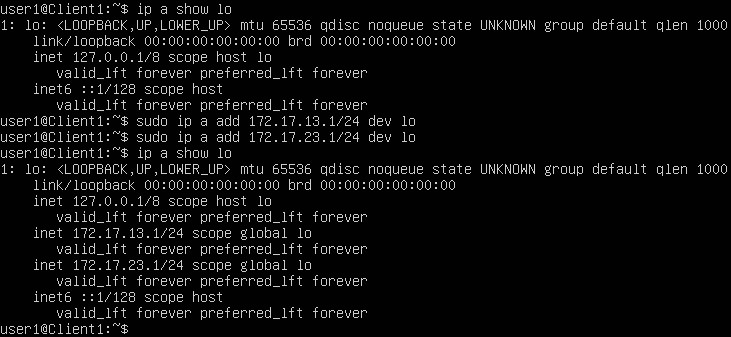 user1@Client1:~$ ip a show lo
1: lo: <LOOPBACK,UP,LOWER_UP> mtu 65536 qdisc noqueue state UNKNOWN group default qlen 1000
    link/loopback 00:00:00:00:00:00 brd 00:00:00:00:00:00
    inet 127.0.0.1/8 scope host lo
       valid_lft forever preferred_lft forever
    inet6 ::1/128 scope host
       valid_lft forever preferred_lft forever
user1@Client1:~$ sudo ip a add 172.17.13.1/24 dev lo
user1@Client1:~$ sudo ip a add 172.17.23.1/24 dev lo
user1@Client1:~$ ip a show lo
1: lo: <LOOPBACK,UP,LOWER_UP> mtu 65536 qdisc noqueue state UNKNOWN group default qlen 1000
    link/loopback 00:00:00:00:00:00 brd 00:00:00:00:00:00
    inet 127.0.0.1/8 scope host lo
       valid_lft forever preferred_lft forever
    inet 172.17.13.1/24 scope global lo
       valid_lft forever preferred_lft forever
    inet 172.17.23.1/24 scope global lo
       valid_lft forever preferred_lft forever
    inet6 ::1/128 scope host
       valid_lft forever preferred_lft forever
user1@Client1:~$